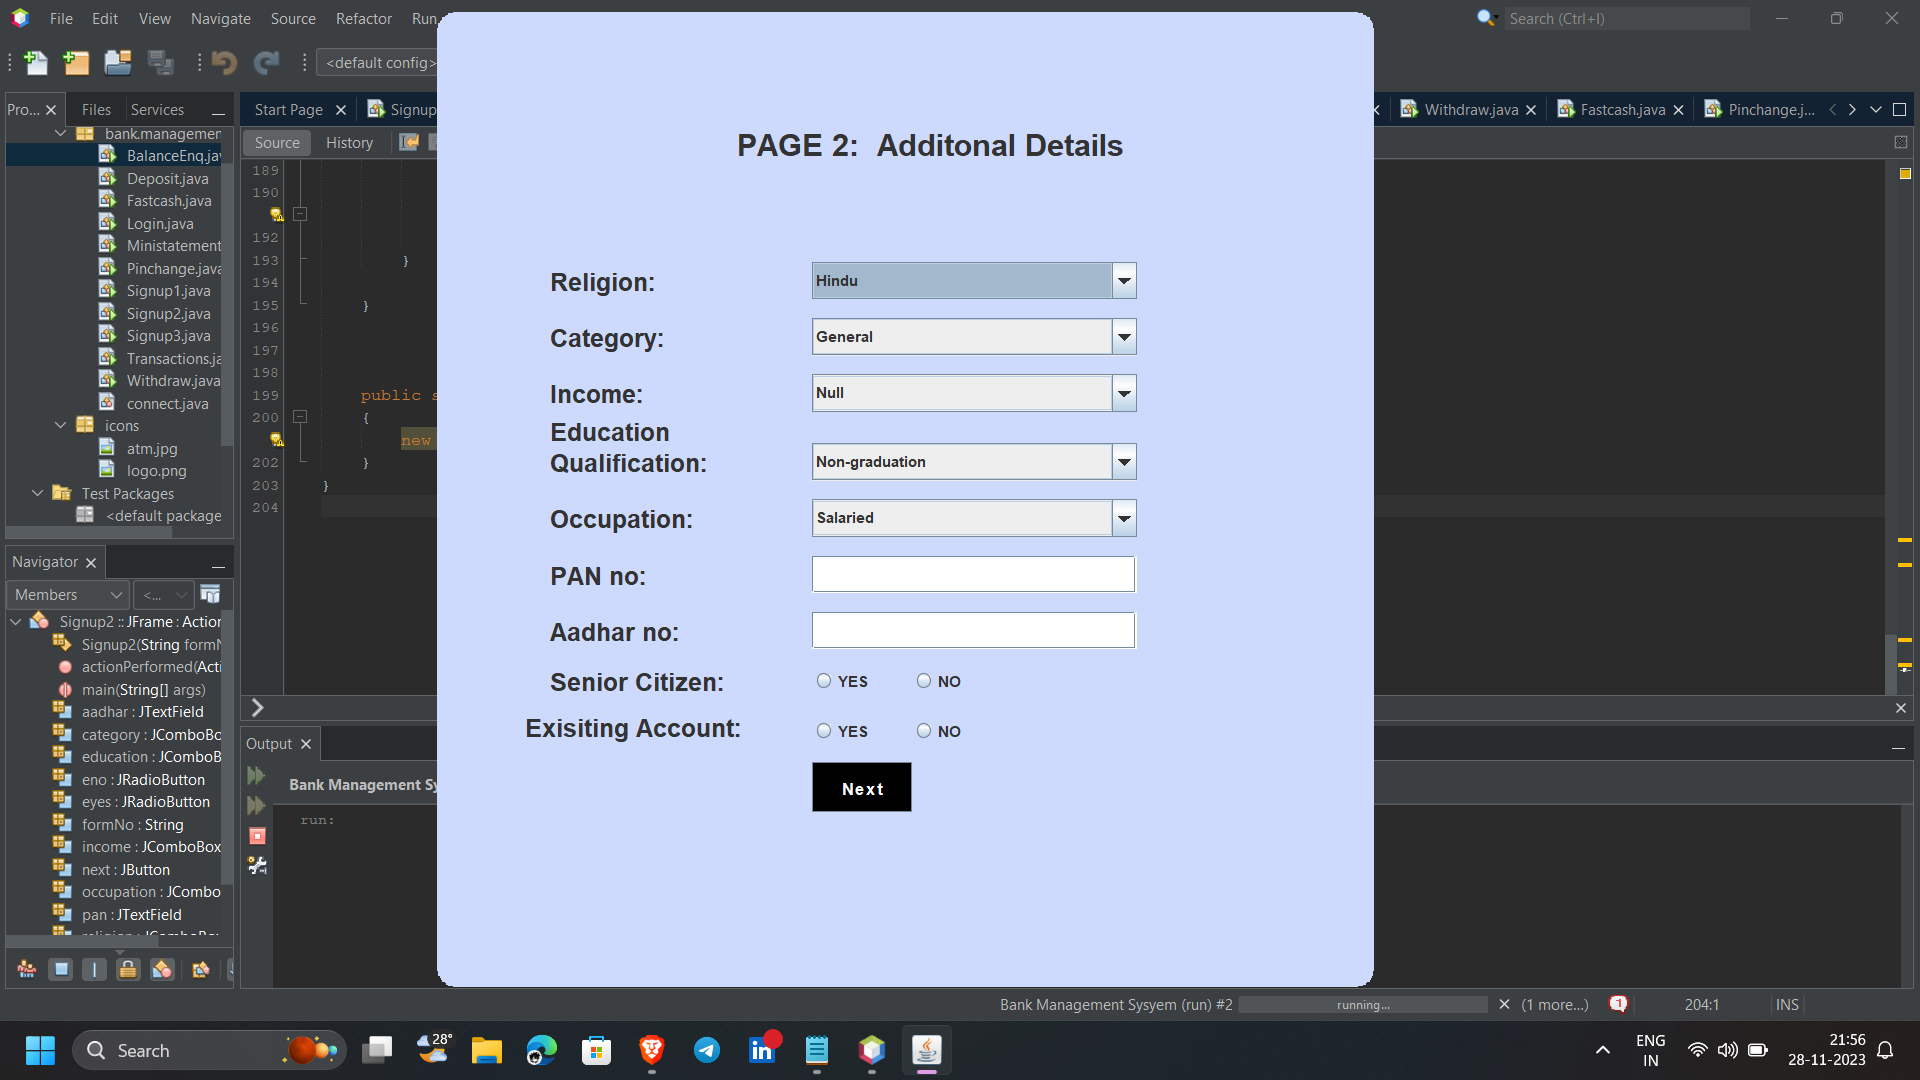 File Edit View Navigate Source Refactor Run
Search (Ctrl+I)
<default config>
Pro... Files Services
Start Page Signup
Withdraw.java Fastcash.java Pinchange.j...
Source History
bank.managemen
BalanceEnq.jav
Deposit.java
Fastcash.java
Login.java
Ministatement
Pinchange.java
Signup1.java
Signup2.java
Signup3.java
Transactions.ja
Withdraw.java
connect.java
icons
atm.jpg
logo.png
Test Packages
<default package
189
190
192
193 }
194
195 }
196
197
198
199 public s
200 {
new
202 }
203 }
204
PAGE 2: Additonal Details
Religion: Hindu
Category: General
Income: Null
Education
Qualification: Non-graduation
Occupation: Salaried
PAN no:
Aadhar no:
Senior Citizen: YES NO
Exisiting Account: YES NO
Next
Navigator
Members <...
Signup2 :: JFrame : Action
Signup2(String formN
actionPerformed(Acti
main(String[] args)
aadhar : JTextField
category : JComboBo
education : JComboB
eno : JRadioButton
eyes : JRadioButton
formNo : String
income : JComboBox
next : JButton
occupation : JCombo
pan : JTextField
Output
Bank Management Sy
run:
Bank Management Sysyem (run) #2 running... (1 more...) 1 204:1 INS
Search 28° in ENG 21:56
IN 28-11-2023